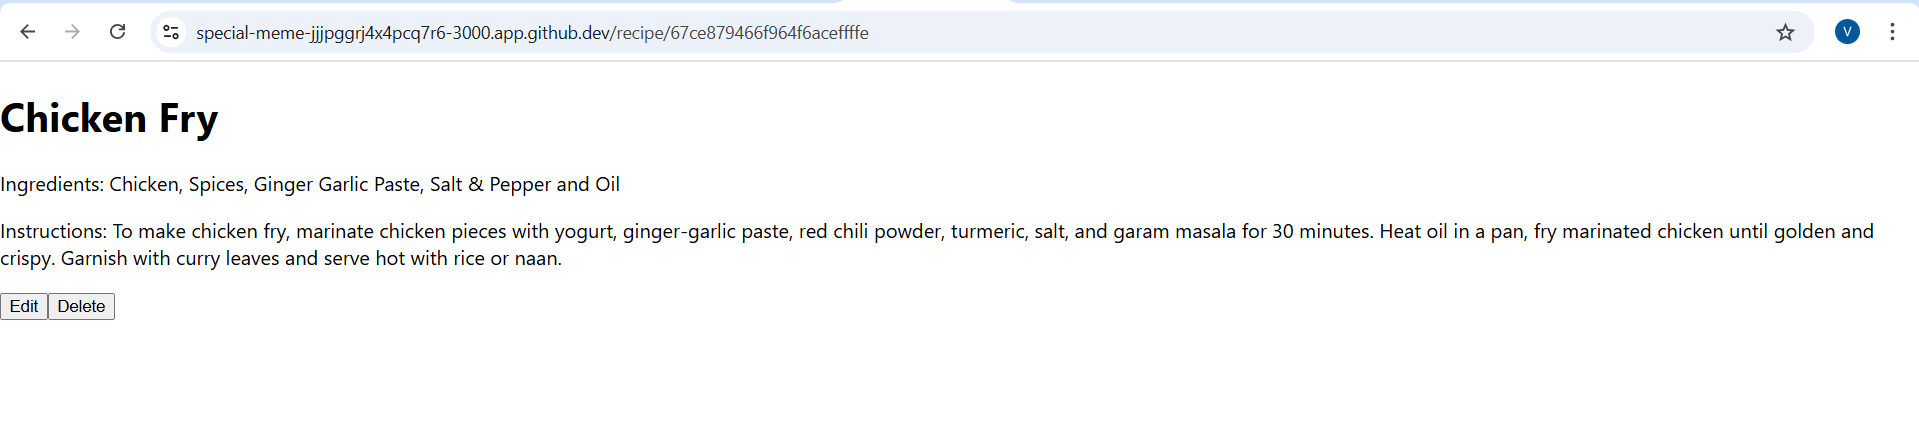 special-meme-jjjpggrj4x4pcq7r6-3000.app.github.dev/recipe/67ce879466f964f6aceffffe
V
Chicken Fry
Ingredients: Chicken, Spices, Ginger Garlic Paste, Salt & Pepper and Oil
Instructions: To make chicken fry, marinate chicken pieces with yogurt, ginger-garlic paste, red chili powder, turmeric, salt, and garam masala for 30 minutes. Heat oil in a pan, fry marinated chicken until golden and
crispy. Garnish with curry leaves and serve hot with rice or naan.
Edit Delete